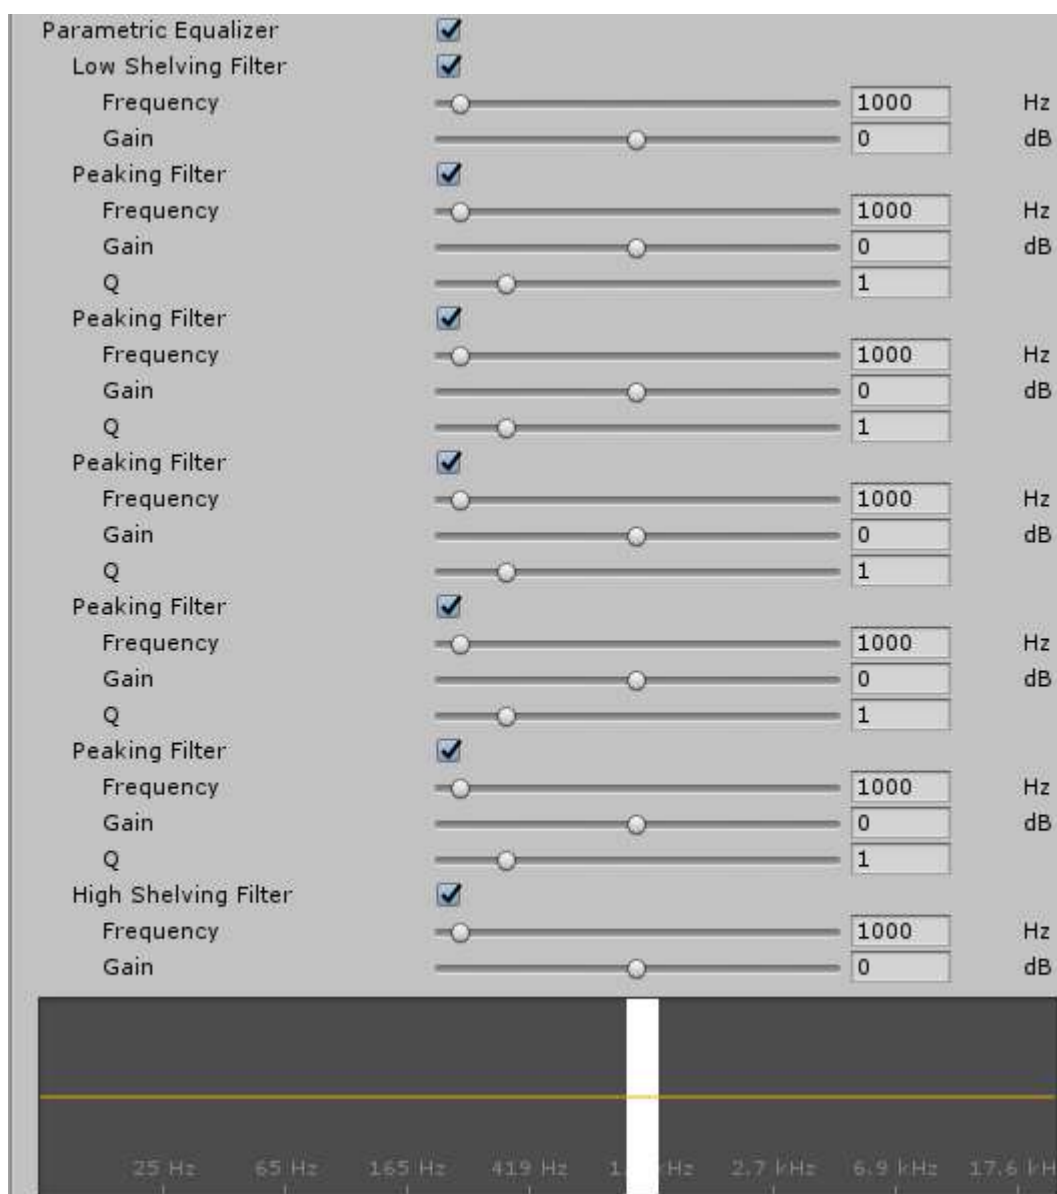 Parametric Equalizer
Low Shelving Filter
Frequency 1000 Hz
Gain 0 dB
Peaking Filter
Frequency 1000 Hz
Gain 0 dB
Q 1
Peaking Filter
Frequency 1000 Hz
Gain 0 dB
Q 1
Peaking Filter
Frequency 1000 Hz
Gain 0 dB
Q 1
Peaking Filter
Frequency 1000 Hz
Gain 0 dB
Q 1
Peaking Filter
Frequency 1000 Hz
Gain 0 dB
Q 1
High Shelving Filter
Frequency 1000 Hz
Gain 0 dB
25 Hz 65 Hz 165 Hz 419 Hz 2.7 kHz 6.9 kHz 17.6 kH